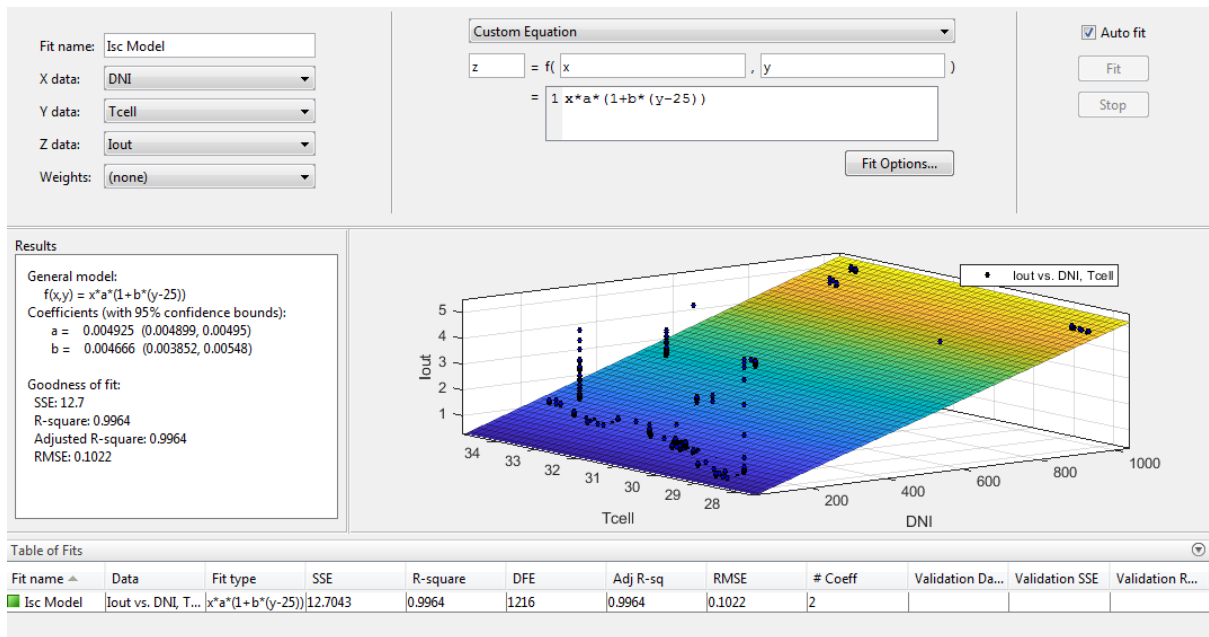 Fit name: Isc Model
X data: DNI
Y data: Tcell
Z data: Iout
Weights: (none)
Custom Equation
z = f( x , y )
= 1 x*a*(1+b*(y-25))
Fit Options...
Auto fit
Fit
Stop
Results
General model:
f(x,y) = x*a*(1+b*(y-25))
Coefficients (with 95% confidence bounds):
a = 0.004925 (0.004899, 0.00495)
b = 0.004666 (0.003852, 0.00548)
Goodness of fit:
SSE: 12.7
R-square: 0.9964
Adjusted R-square: 0.9964
RMSE: 0.1022
Iout vs. DNI, Tcell
5
4
3
2
1
Iout
34 33 32 31 30 29 28
Tcell
200 400 600 800 1000
DNI
Table of Fits
Fit name Data Fit type SSE R-square DFE Adj R-sq RMSE # Coeff Validation Da... Validation SSE Validation R...
Isc Model Iout vs. DNI, T... x*a*(1+b*(y-25)) 12.7043 0.9964 1216 0.9964 0.1022 2